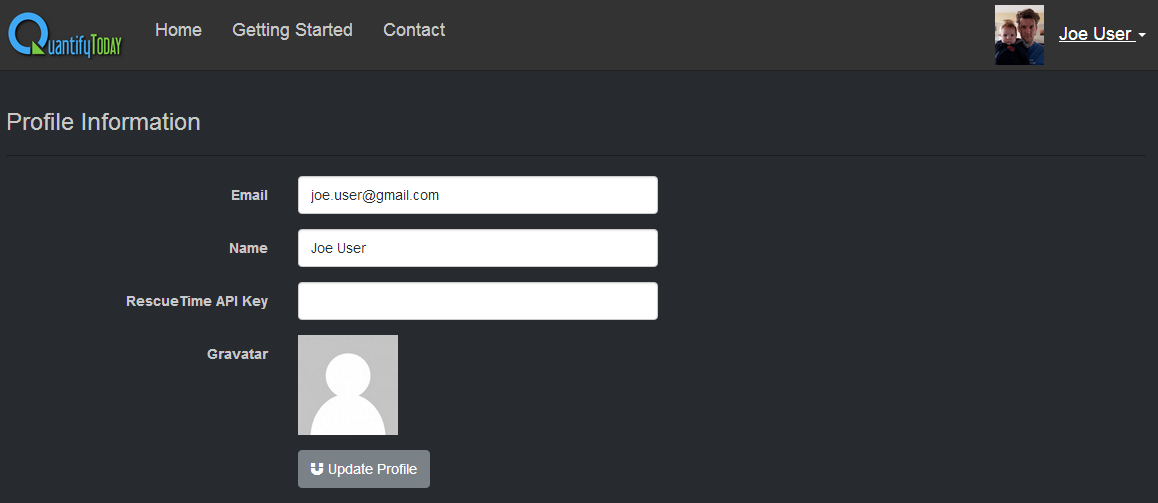 QuantifyTODAY
Home
Getting Started
Contact
Joe User
Profile Information
Email
joe.user@gmail.com
Name
Joe User
RescueTime API Key
Gravatar
Update Profile